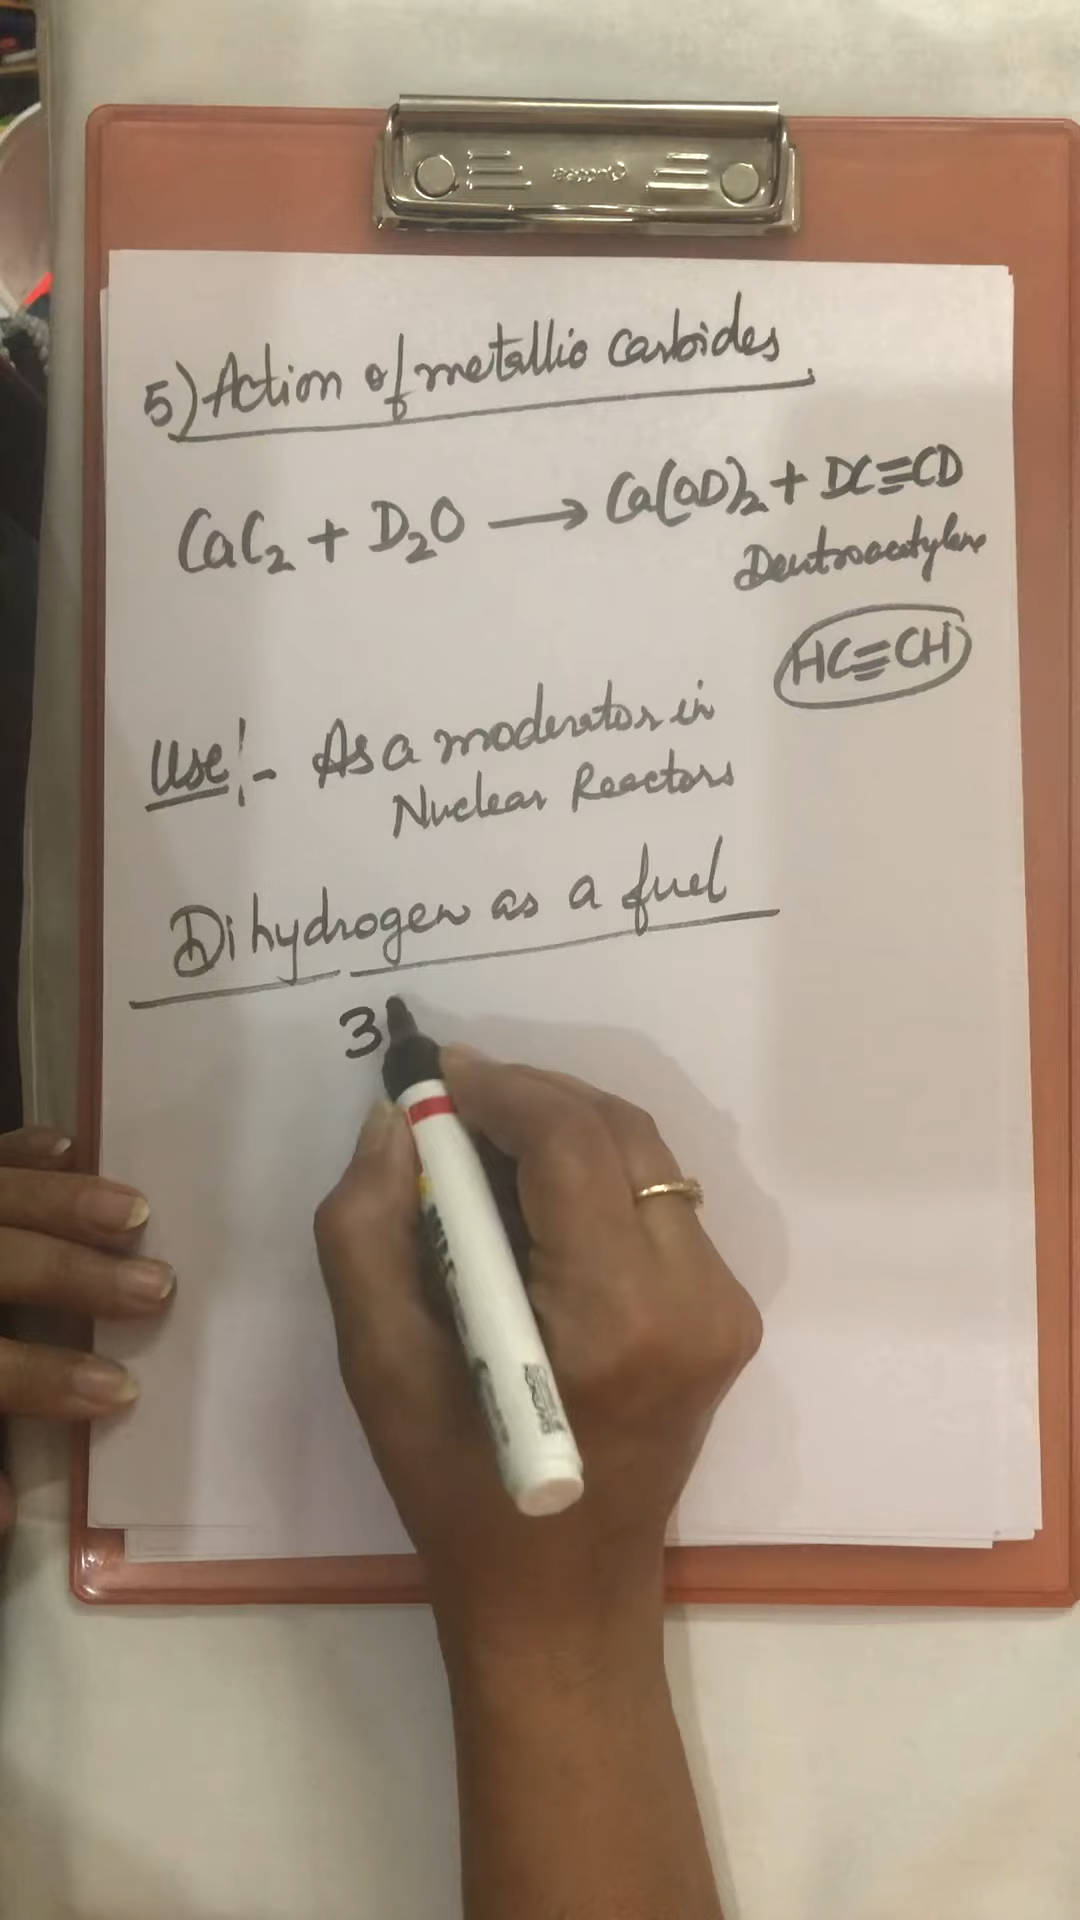 5) Action of metallic carbides
CaC₂ + D₂O → Ca(OD)₂ + DC≡CD
Deutroacetylene
HC≡CH
Use:- As a moderator in
Nuclear Reactors
Dihydrogen as a fuel
3